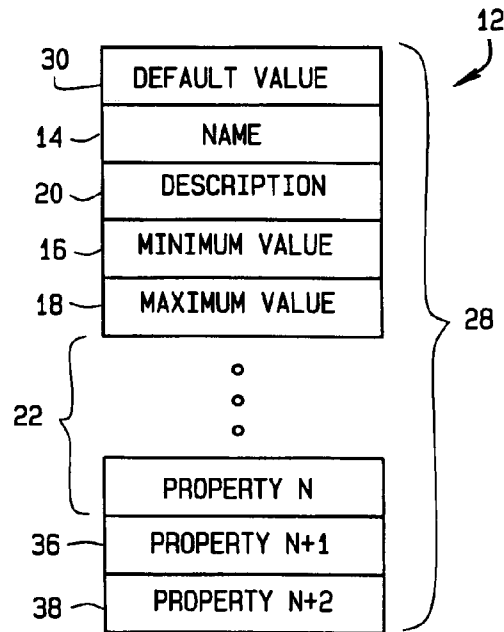 12
30 DEFAULT VALUE
14 NAME
20 DESCRIPTION
16 MINIMUM VALUE
18 MAXIMUM VALUE
28
22
PROPERTY N
36 PROPERTY N+1
38 PROPERTY N+2